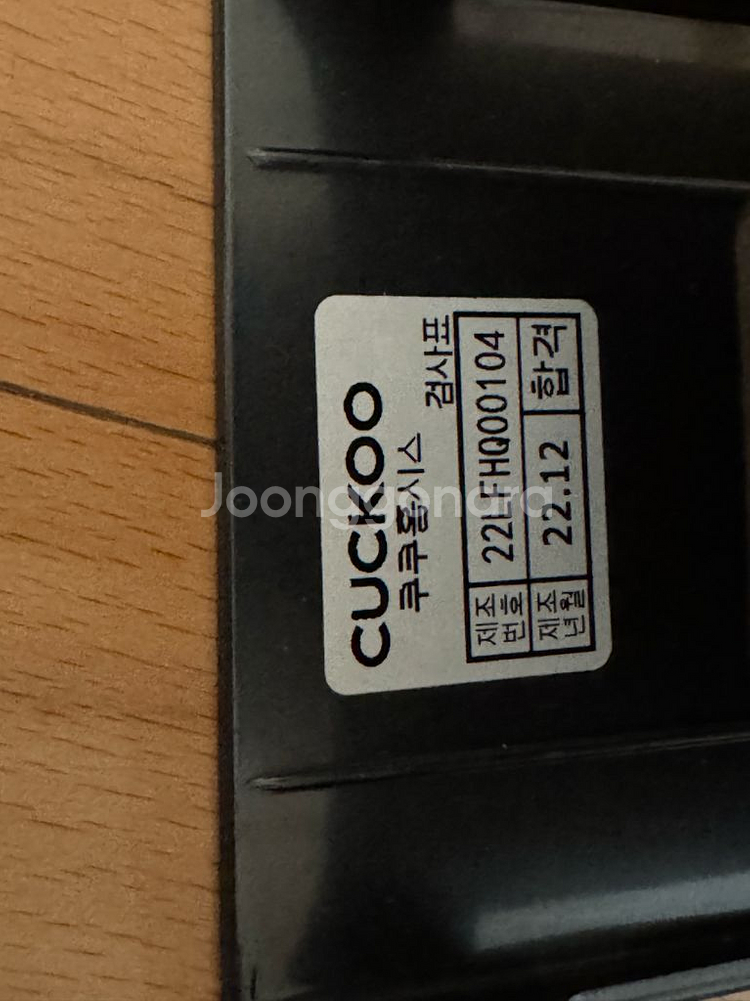 CUCKOO
쿠쿠홈시스
검사표
제조번호 22LFHQ00104
제조년월 22.12 합격
Joonggonara